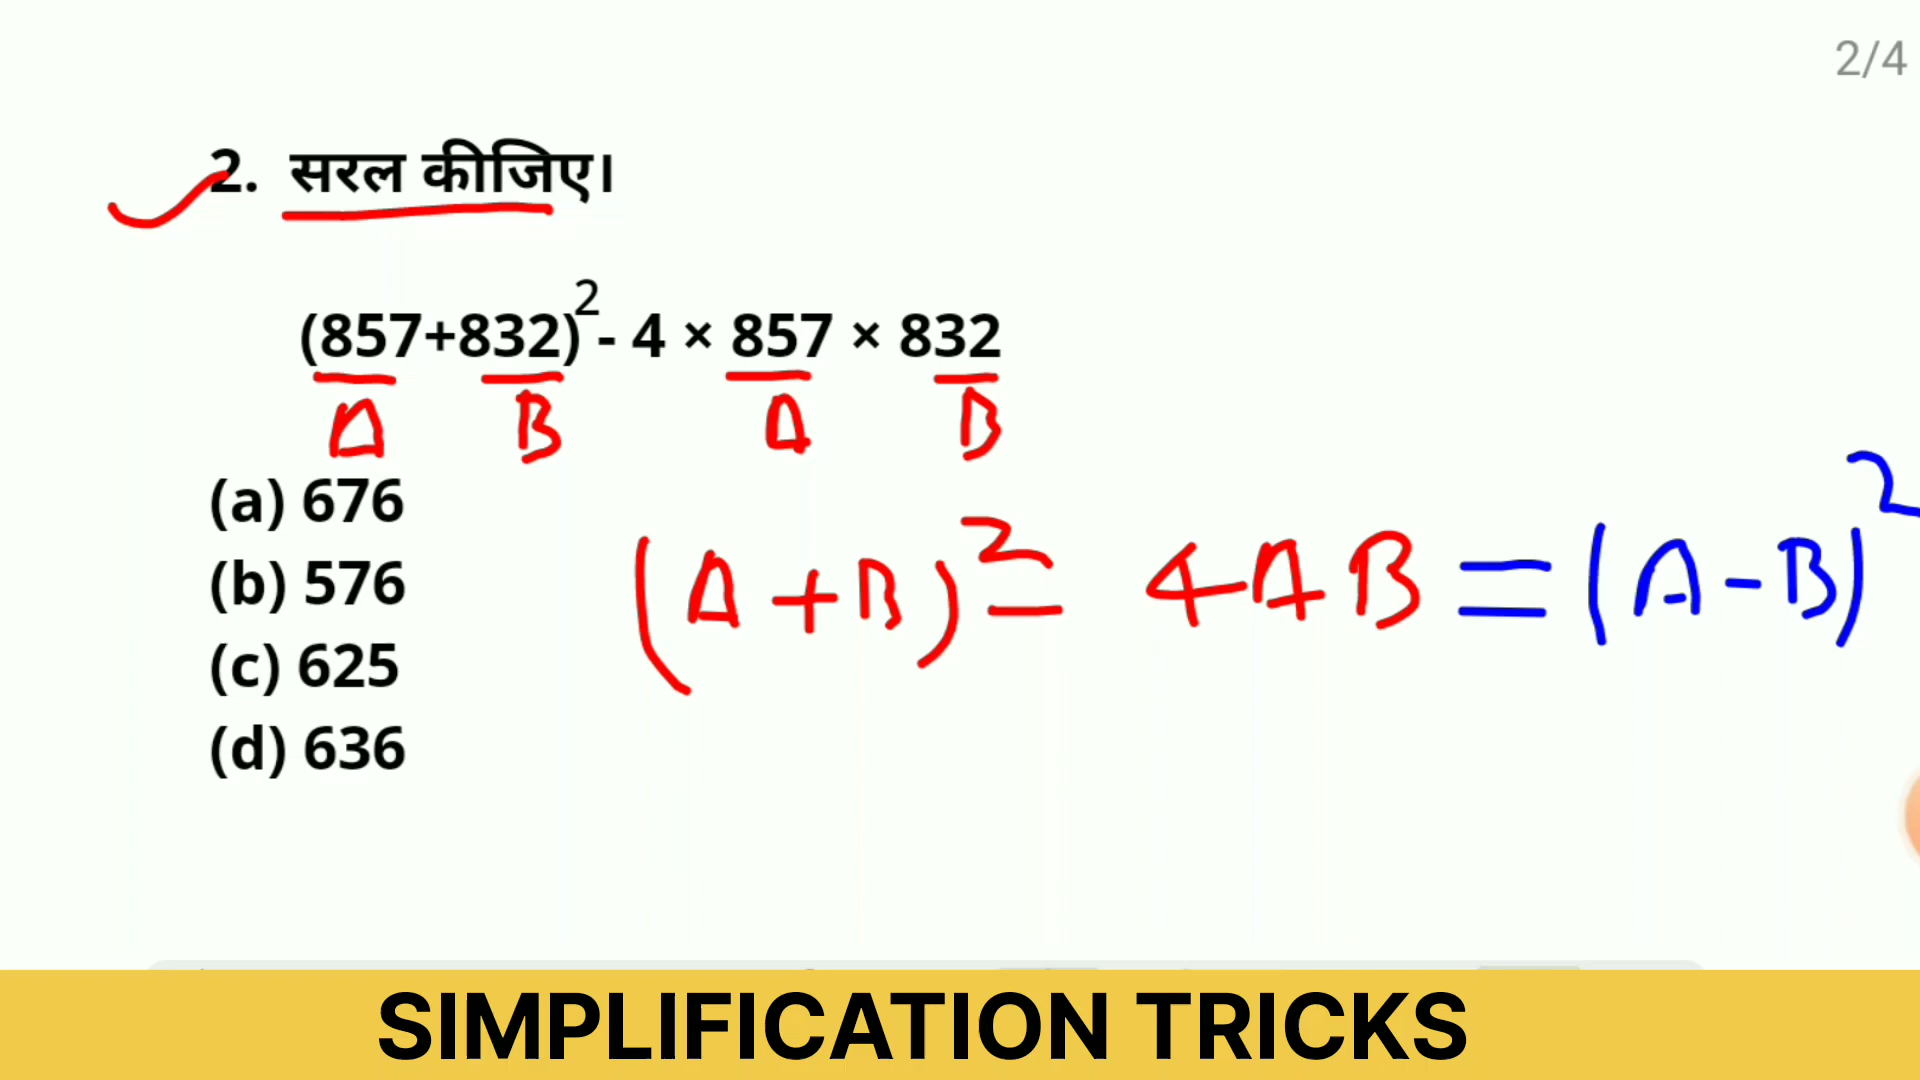 2/4
2. सरल कीजिए।
(857+832)² - 4 × 857 × 832
A B A B
(a) 676
(b) 576
(c) 625
(d) 636
(A+B)² - 4AB = (A-B)²
SIMPLIFICATION TRICKS